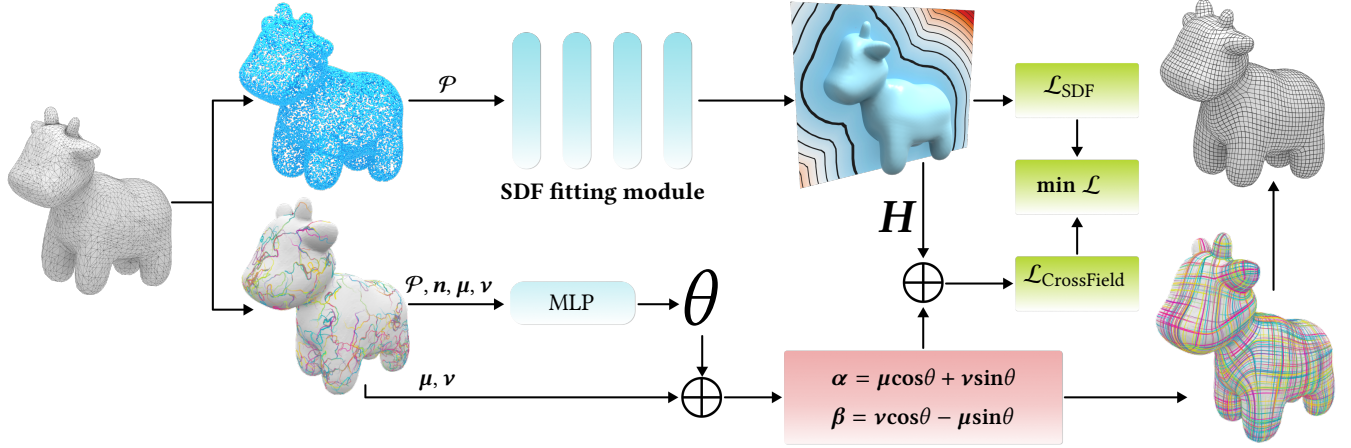 𝒫
SDF fitting module
H
ℒ_SDF
min ℒ
ℒ_CrossField
𝒫, n, μ, ν
MLP
θ
μ, ν
α = μcosθ + νsinθ
β = νcosθ − μsinθ